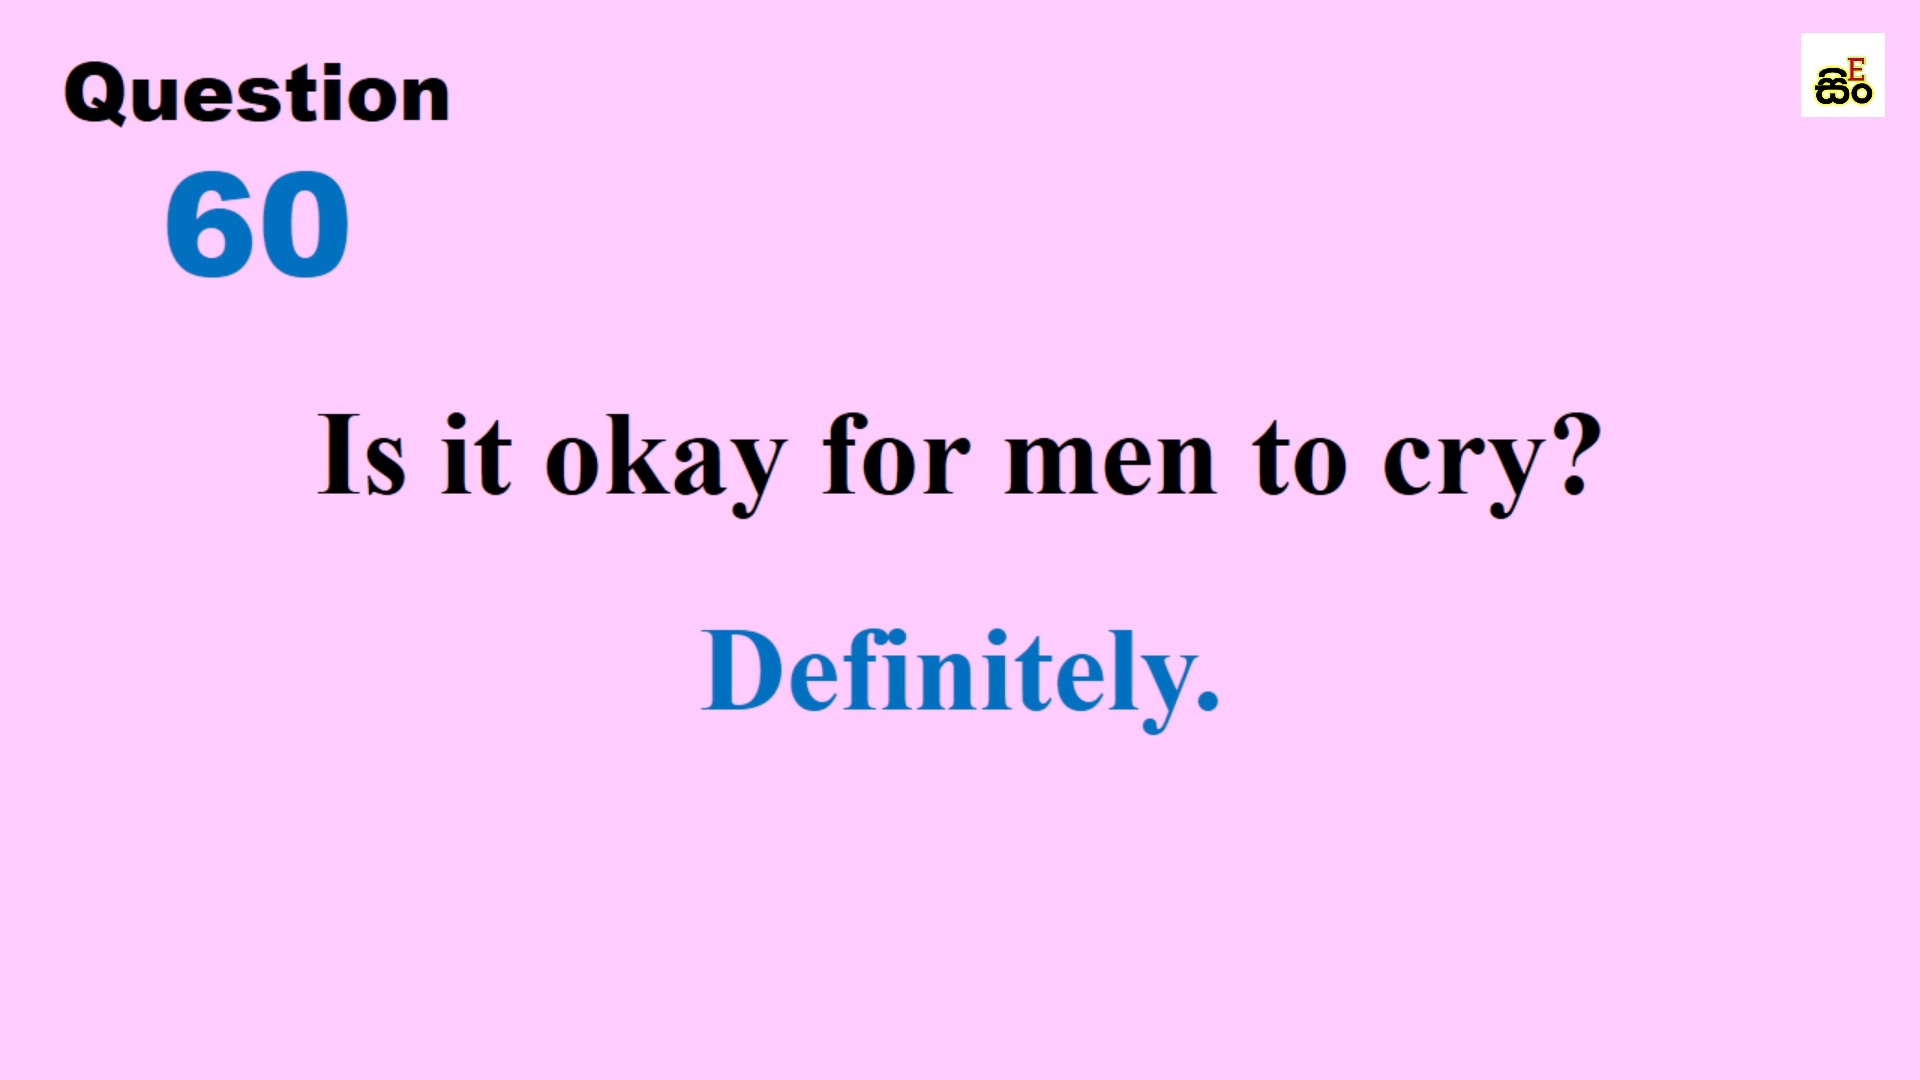 Question
60
E
සිං
Is it okay for men to cry?
Definitely.